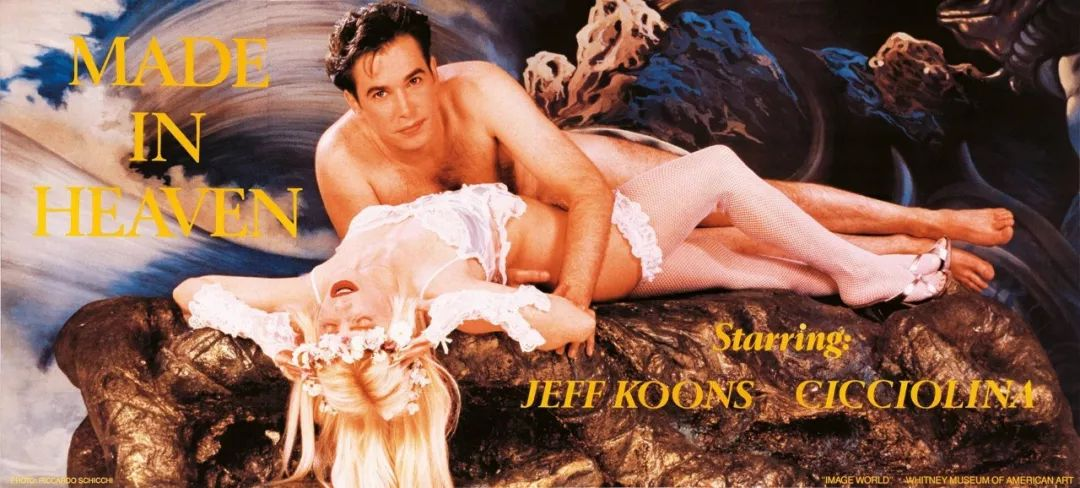 MADE
IN
HEAVEN
Starring:
JEFF KOONS CICCIOLINA
PHOTO: RICCARDO SCHICCHI
"IMAGE WORLD" WHITNEY MUSEUM OF AMERICAN ART